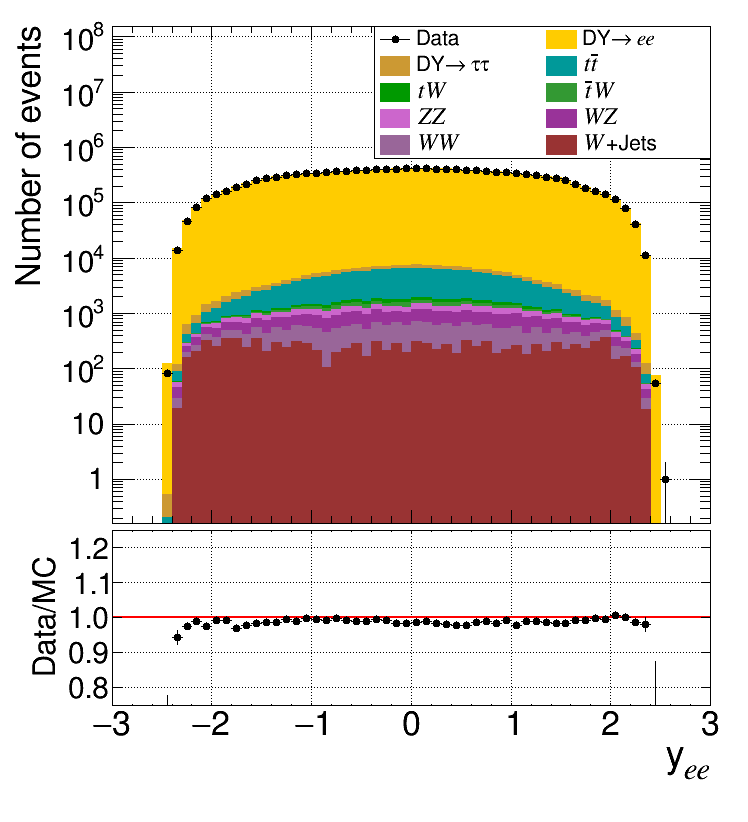 Number of events
10⁸
10⁷
10⁶
10⁵
10⁴
10³
10²
10
1
Data
DY→ ee
DY→ ττ
tt̄
tW
t̄W
ZZ
WZ
WW
W+Jets
Data/MC
1.2
1.1
1.0
0.9
0.8
−3 −2 −1 0 1 2 3
y_ee